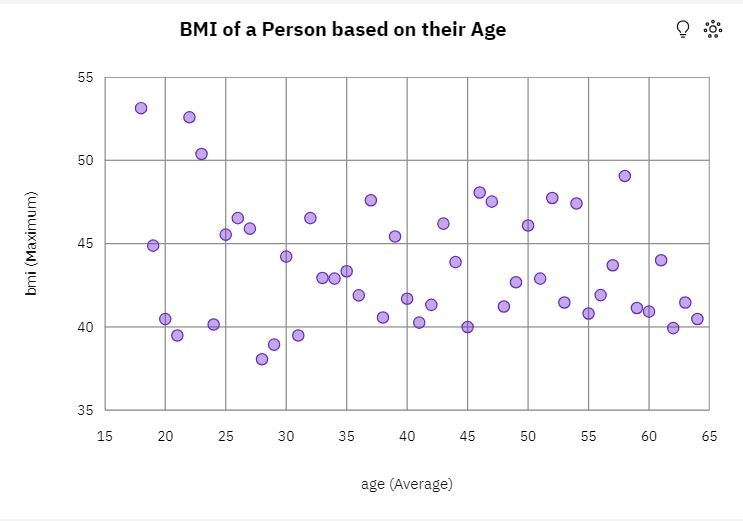 BMI of a Person based on their Age
55
50
45
40
35
bmi (Maximum)
15 20 25 30 35 40 45 50 55 60 65
age (Average)